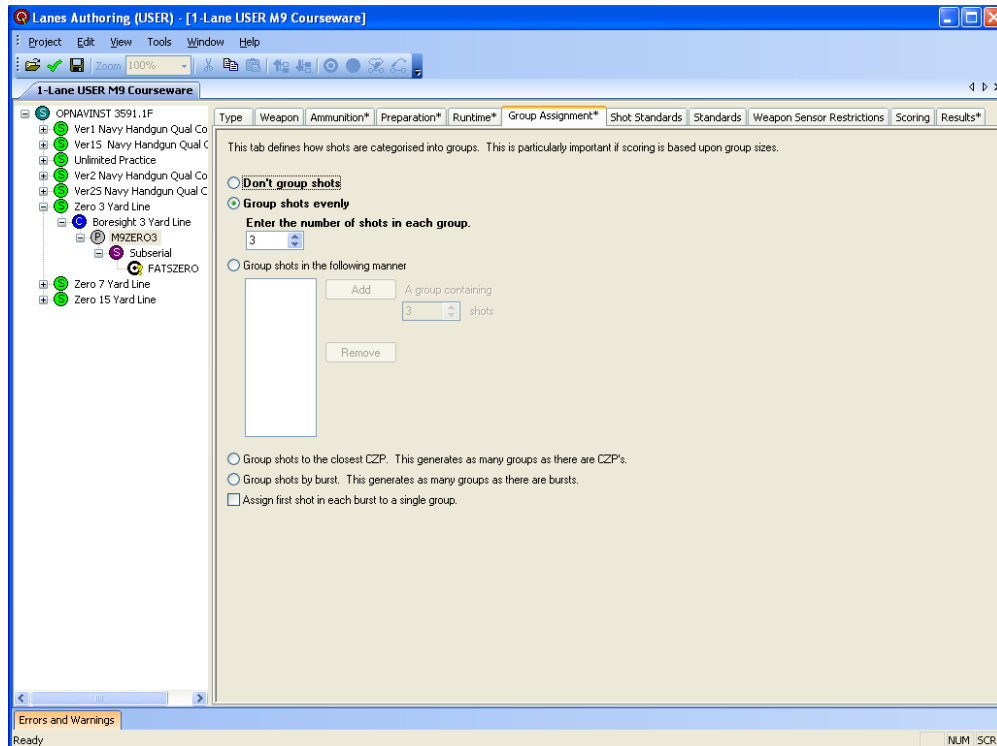 Lanes Authoring (USER) - [1-Lane USER M9 Courseware]
Project Edit View Tools Window Help
Zoom 100%
1-Lane USER M9 Courseware
OPNAVINST 3591.1F
Ver1 Navy Handgun Qual Co
Ver1S Navy Handgun Qual C
Unlimited Practice
Ver2 Navy Handgun Qual Co
Ver2S Navy Handgun Qual C
Zero 3 Yard Line
Boresight 3 Yard Line
M9ZERO3
Subserial
FATSZERO
Zero 7 Yard Line
Zero 15 Yard Line
Type Weapon Ammunition* Preparation* Runtime* Group Assignment* Shot Standards Standards Weapon Sensor Restrictions Scoring Results*
This tab defines how shots are categorised into groups. This is particularly important if scoring is based upon group sizes.
Don't group shots
Group shots evenly
Enter the number of shots in each group.
3
Group shots in the following manner
Add A group containing
3 shots
Remove
Group shots to the closest CZP. This generates as many groups as there are CZP's.
Group shots by burst. This generates as many groups as there are bursts.
Assign first shot in each burst to a single group.
Errors and Warnings
Ready NUM SCR